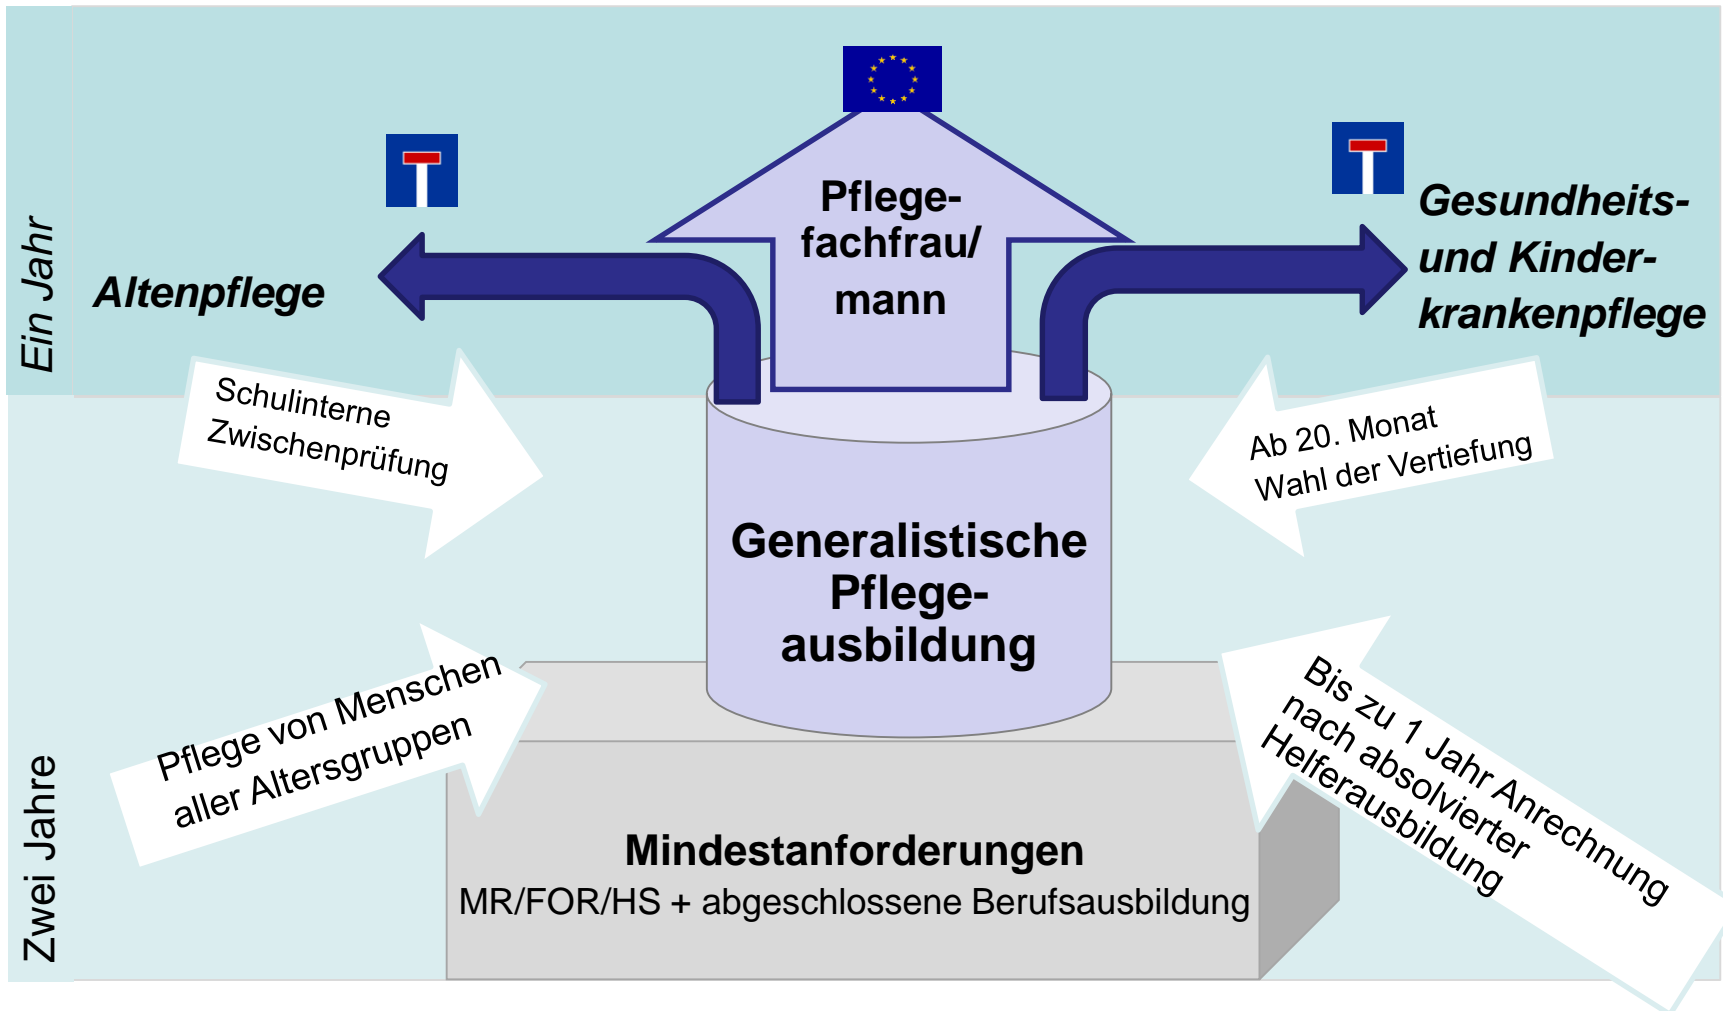 Ein Jahr
Altenpflege
Pflege-
fachfrau/
mann
Gesundheits-
und Kinder-
krankenpflege
Schulinterne
Zwischenprüfung
Ab 20. Monat
Wahl der Vertiefung
Generalistische
Pflege-
ausbildung
Zwei Jahre
Pflege von Menschen
aller Altersgruppen
Bis zu 1 Jahr Anrechnung
nach absolvierter
Helferausbildung
Mindestanforderungen
MR/FOR/HS + abgeschlossene Berufsausbildung